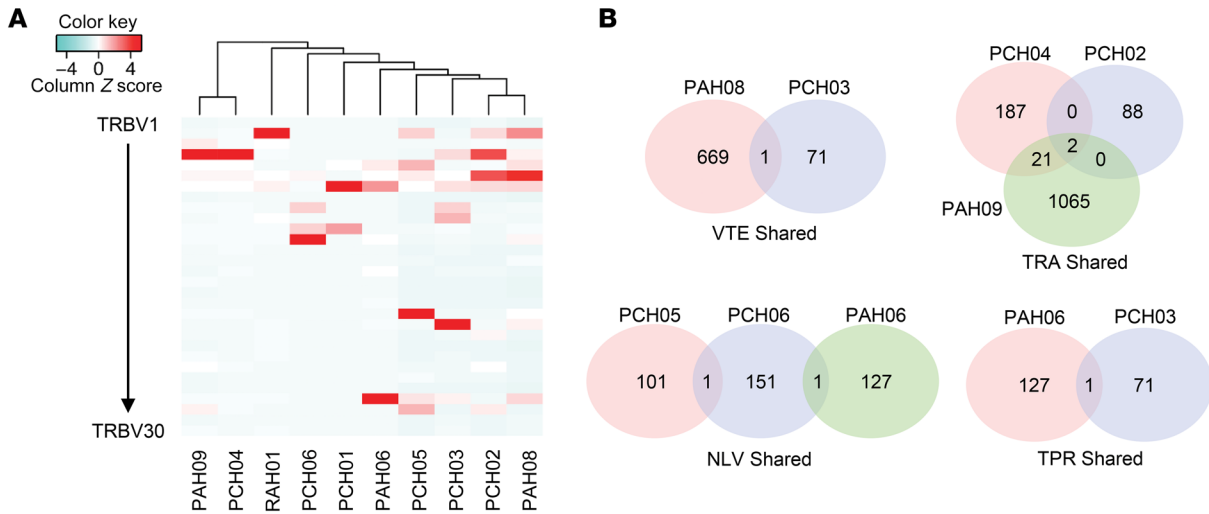 A
Color key
−4 0 4
Column Z score
TRBV1
TRBV30
PAH09
PCH04
RAH01
PCH06
PCH01
PAH06
PCH05
PCH03
PCH02
PAH08
B
PAH08 PCH03
669 1 71
VTE Shared
PCH04 PCH02
187 0 88
2
21 0
1065
PAH09
TRA Shared
PCH05 PCH06 PAH06
101 1 151 1 127
NLV Shared
PAH06 PCH03
127 1 71
TPR Shared